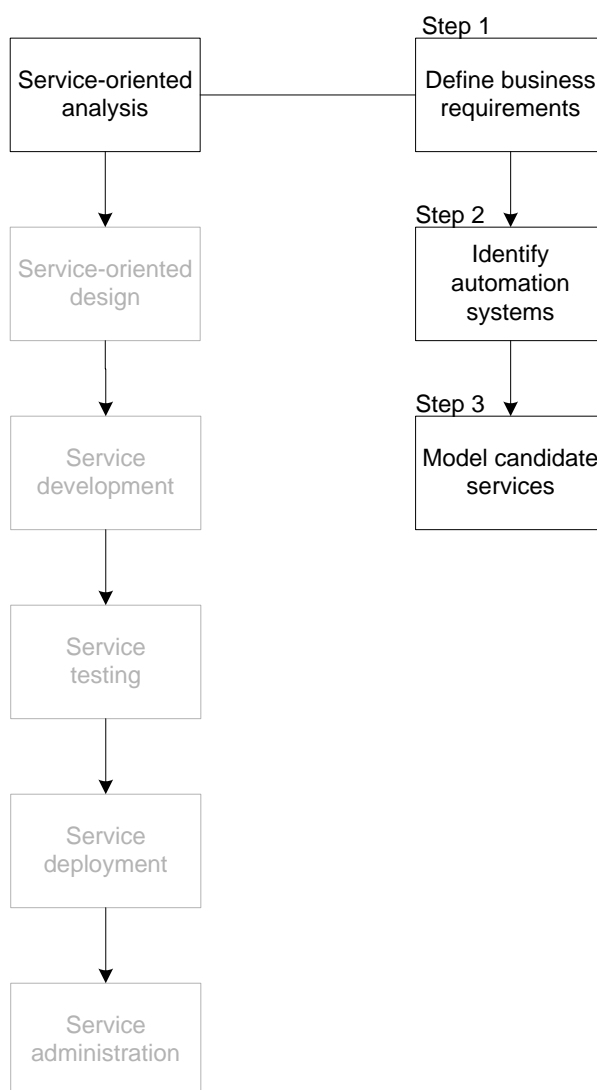 Step 1
Service-oriented
analysis
Define business
requirements
Step 2
Service-oriented
design
Identify
automation
systems
Step 3
Service
development
Model candidate
services
Service
testing
Service
deployment
Service
administration